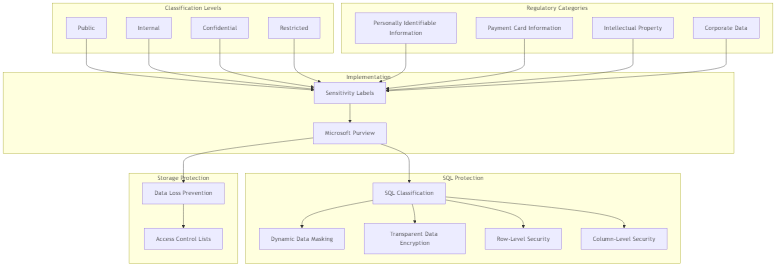 Classification Levels
Regulatory Categories
Public
Internal
Confidential
Restricted
Personally Identifiable
Information
Payment Card Information
Intellectual Property
Corporate Data
Implementation
Sensitivity Labels
Microsoft Purview
Storage Protection
SQL Protection
Data Loss Prevention
SQL Classification
Access Control Lists
Dynamic Data Masking
Transparent Data
Encryption
Row-Level Security
Column-Level Security